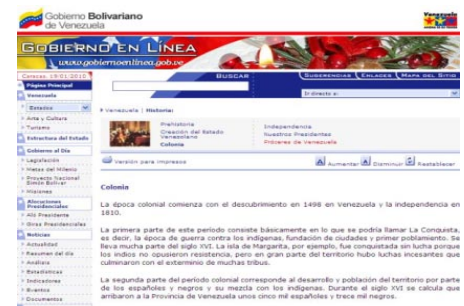 Gobierno Bolivariano
de Venezuela
Venezuela
GOBIERNO EN LINEA
www.gobiernoenlinea.gob.ve
Caracas, 19/01/2010
BUSCAR
SUGERENCIAS | ENLACES | MAPA DEL SITIO
Ir directo a:
Página Principal
Venezuela
Estados
Arte y Cultura
Turismo
Estructura del Estado
Gobierno al Día
Legislación
Metas del Milenio
Proyecto Nacional
Simón Bolívar
Misiones
Alocuciones
Presidenciales
Aló Presidente
Giras Presidenciales
Noticias
Actualidad
Resumen del día
Análisis
Estadísticas
Indicadores
Eventos
Documentos
Venezuela | Historia:
Prehistoria
Creación del Estado
Venezolano
Colonia
Independencia
Nuestros Presidentes
Próceres de Venezuela
Versión para impresos
Aumentar
Disminuir
Restablecer
Colonia
La época colonial comienza con el descubrimiento en 1498 en Venezuela y la independencia en
1810.
La primera parte de este período consiste básicamente en lo que se podría llamar La Conquista,
es decir, la época de guerra contra los indígenas, fundación de ciudades y primer poblamiento. Se
lleva mucha parte del siglo XVI. La isla de Margarita, por ejemplo, fue conquistada sin lucha porque
los indios no opusieron resistencia, pero en gran parte del territorio hubo luchas incesantes que
culminaron con el exterminio de muchas tribus.
La segunda parte del período colonial corresponde al desarrollo y población del territorio por parte
de los españoles y negros y su mezcla con los indígenas. Durante el siglo XVI se calcula que
arribaron a la Provincia de Venezuela unos cinco mil españoles y trece mil negros.